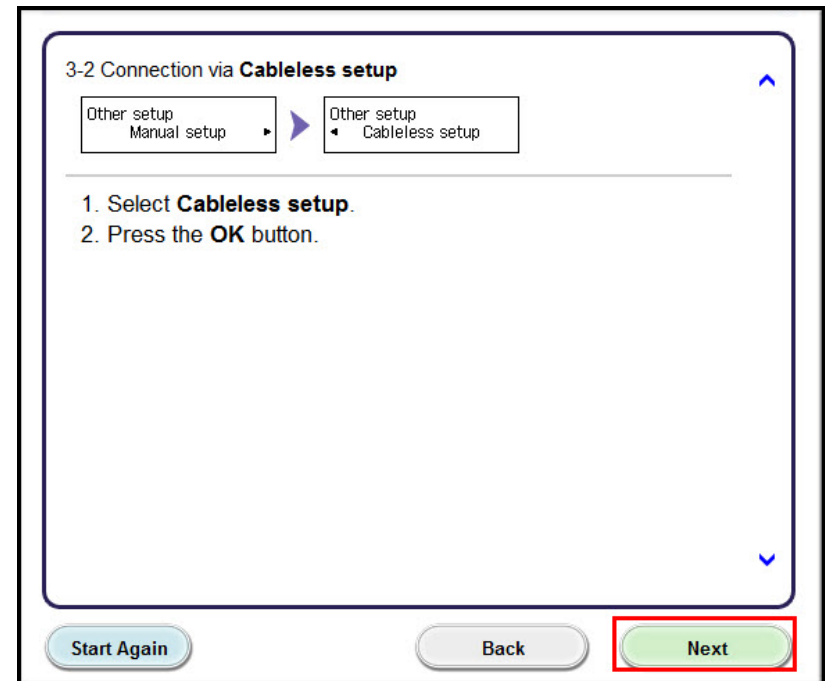 3-2 Connection via Cableless setup
Other setup
Manual setup
Other setup
Cableless setup
1. Select Cableless setup.
2. Press the OK button.
Start Again
Back
Next